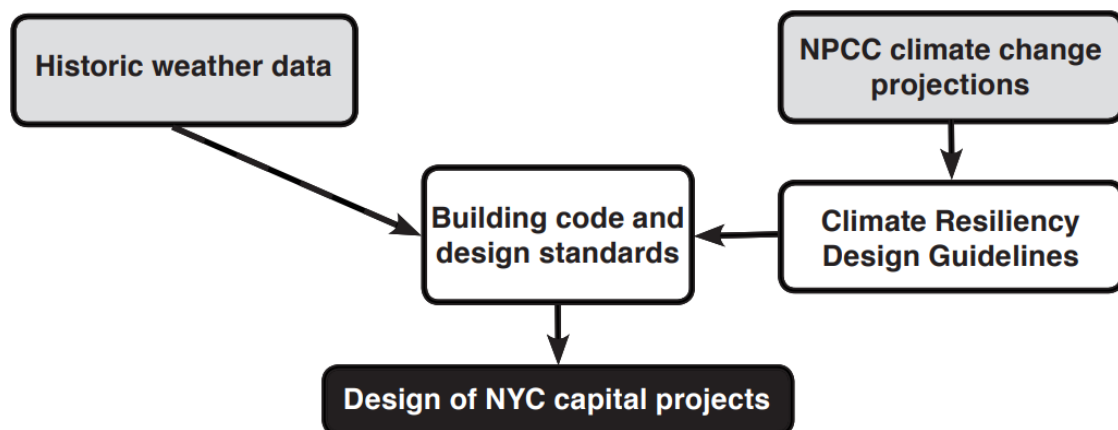 Historic weather data
NPCC climate change
projections
Building code and
design standards
Climate Resiliency
Design Guidelines
Design of NYC capital projects